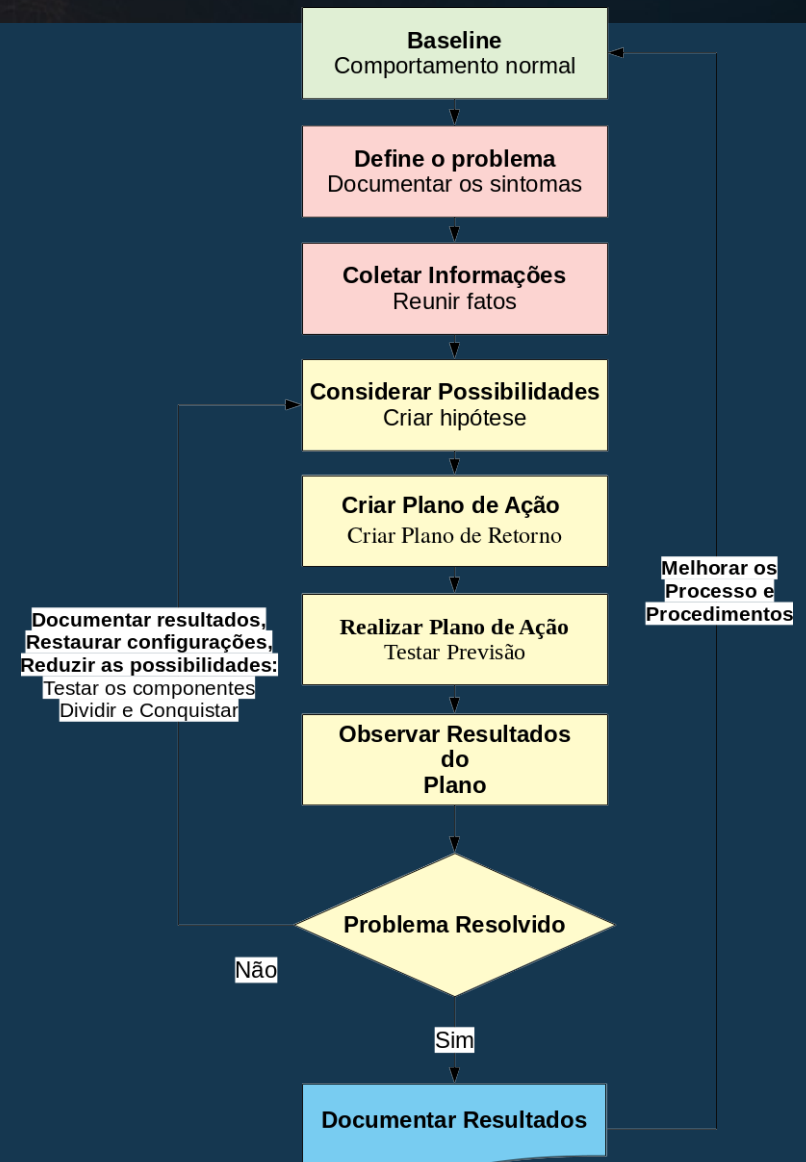 Baseline
Comportamento normal
Define o problema
Documentar os sintomas
Coletar Informações
Reunir fatos
Considerar Possibilidades
Criar hipótese
Criar Plano de Ação
Criar Plano de Retorno
Realizar Plano de Ação
Testar Previsão
Observar Resultados
do
Plano
Problema Resolvido
Não
Sim
Documentar Resultados
Documentar resultados,
Restaurar configurações,
Reduzir as possibilidades:
Testar os componentes
Dividir e Conquistar
Melhorar os
Processo e
Procedimentos